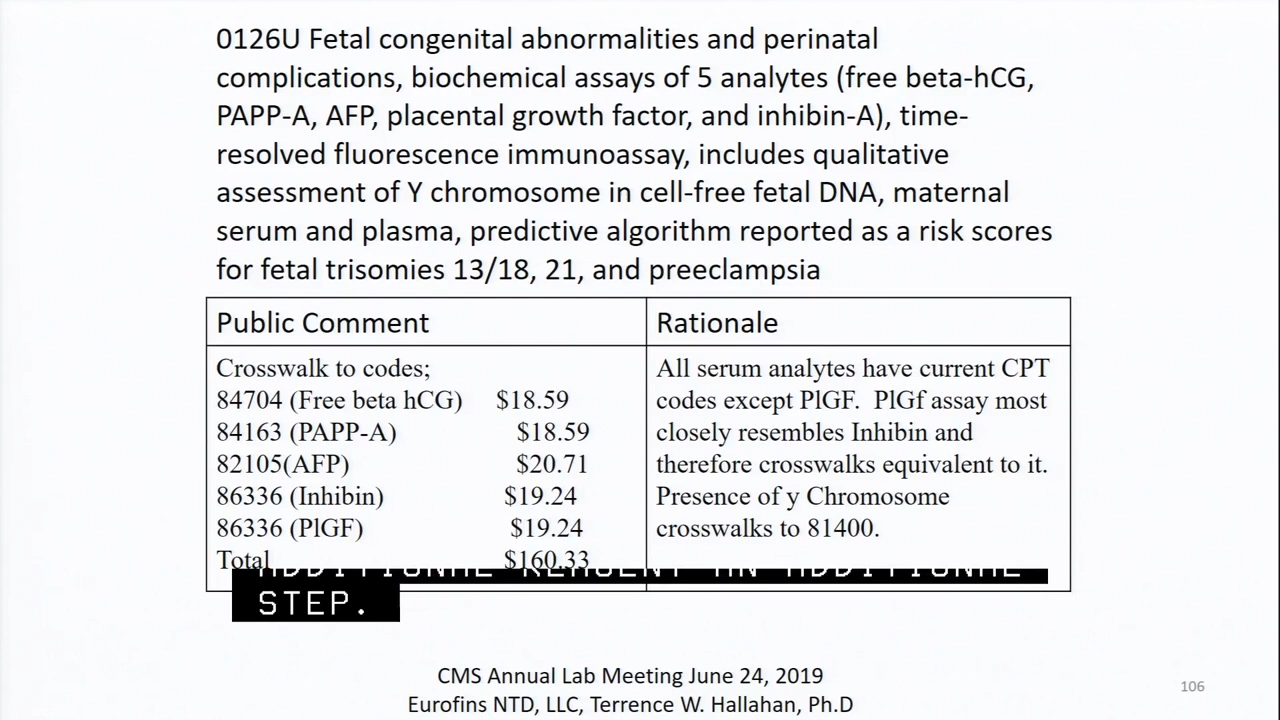 0126U Fetal congenital abnormalities and perinatal
complications, biochemical assays of 5 analytes (free beta-hCG,
PAPP-A, AFP, placental growth factor, and inhibin-A), time-
resolved fluorescence immunoassay, includes qualitative
assessment of Y chromosome in cell-free fetal DNA, maternal
serum and plasma, predictive algorithm reported as a risk scores
for fetal trisomies 13/18, 21, and preeclampsia
Public Comment
Crosswalk to codes;
84704 (Free beta hCG) $18.59
84163 (PAPP-A) $18.59
82105(AFP) $20.71
86336 (Inhibin) $19.24
86336 (PlGF) $19.24
Total $160.33
Rationale
All serum analytes have current CPT
codes except PlGF. PlGf assay most
closely resembles Inhibin and
therefore crosswalks equivalent to it.
Presence of y Chromosome
crosswalks to 81400.
ADDITIONAL REAGENT AN ADDITIONAL
STEP.
CMS Annual Lab Meeting June 24, 2019
Eurofins NTD, LLC, Terrence W. Hallahan, Ph.D
106